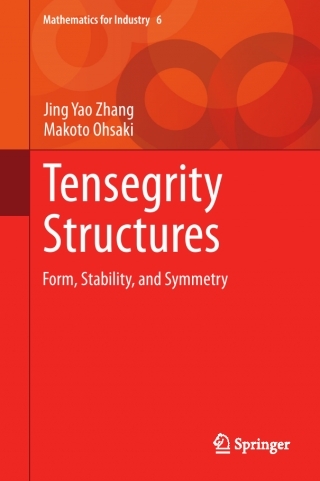 Mathematics for Industry 6
Jing Yao Zhang
Makoto Ohsaki
Tensegrity
Structures
Form, Stability, and Symmetry
Springer